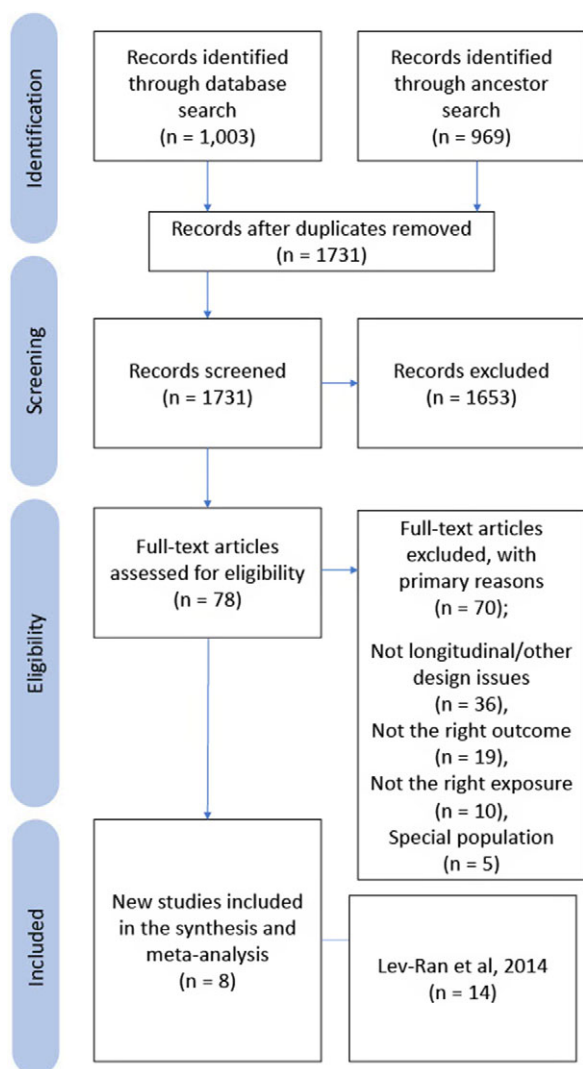 Identification
Records identified
through database
search
(n = 1,003)
Records identified
through ancestor
search
(n = 969)
Records after duplicates removed
(n = 1731)
Screening
Records screened
(n = 1731)
Records excluded
(n = 1653)
Eligibility
Full-text articles
assessed for eligibility
(n = 78)
Full-text articles
excluded, with
primary reasons
(n = 70);
Not longitudinal/other
design issues
(n = 36),
Not the right outcome
(n = 19),
Not the right exposure
(n = 10),
Special population
(n = 5)
Included
New studies included
in the synthesis and
meta-analysis
(n = 8)
Lev-Ran et al, 2014
(n = 14)